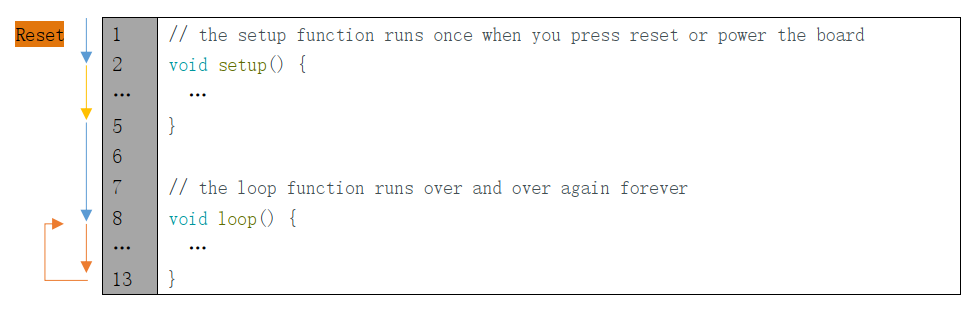 Reset 1 // the setup function runs once when you press reset or power the board
2 void setup() {
... ...
5 }
6
7 // the loop function runs over and over again forever
8 void loop() {
... ...
13 }